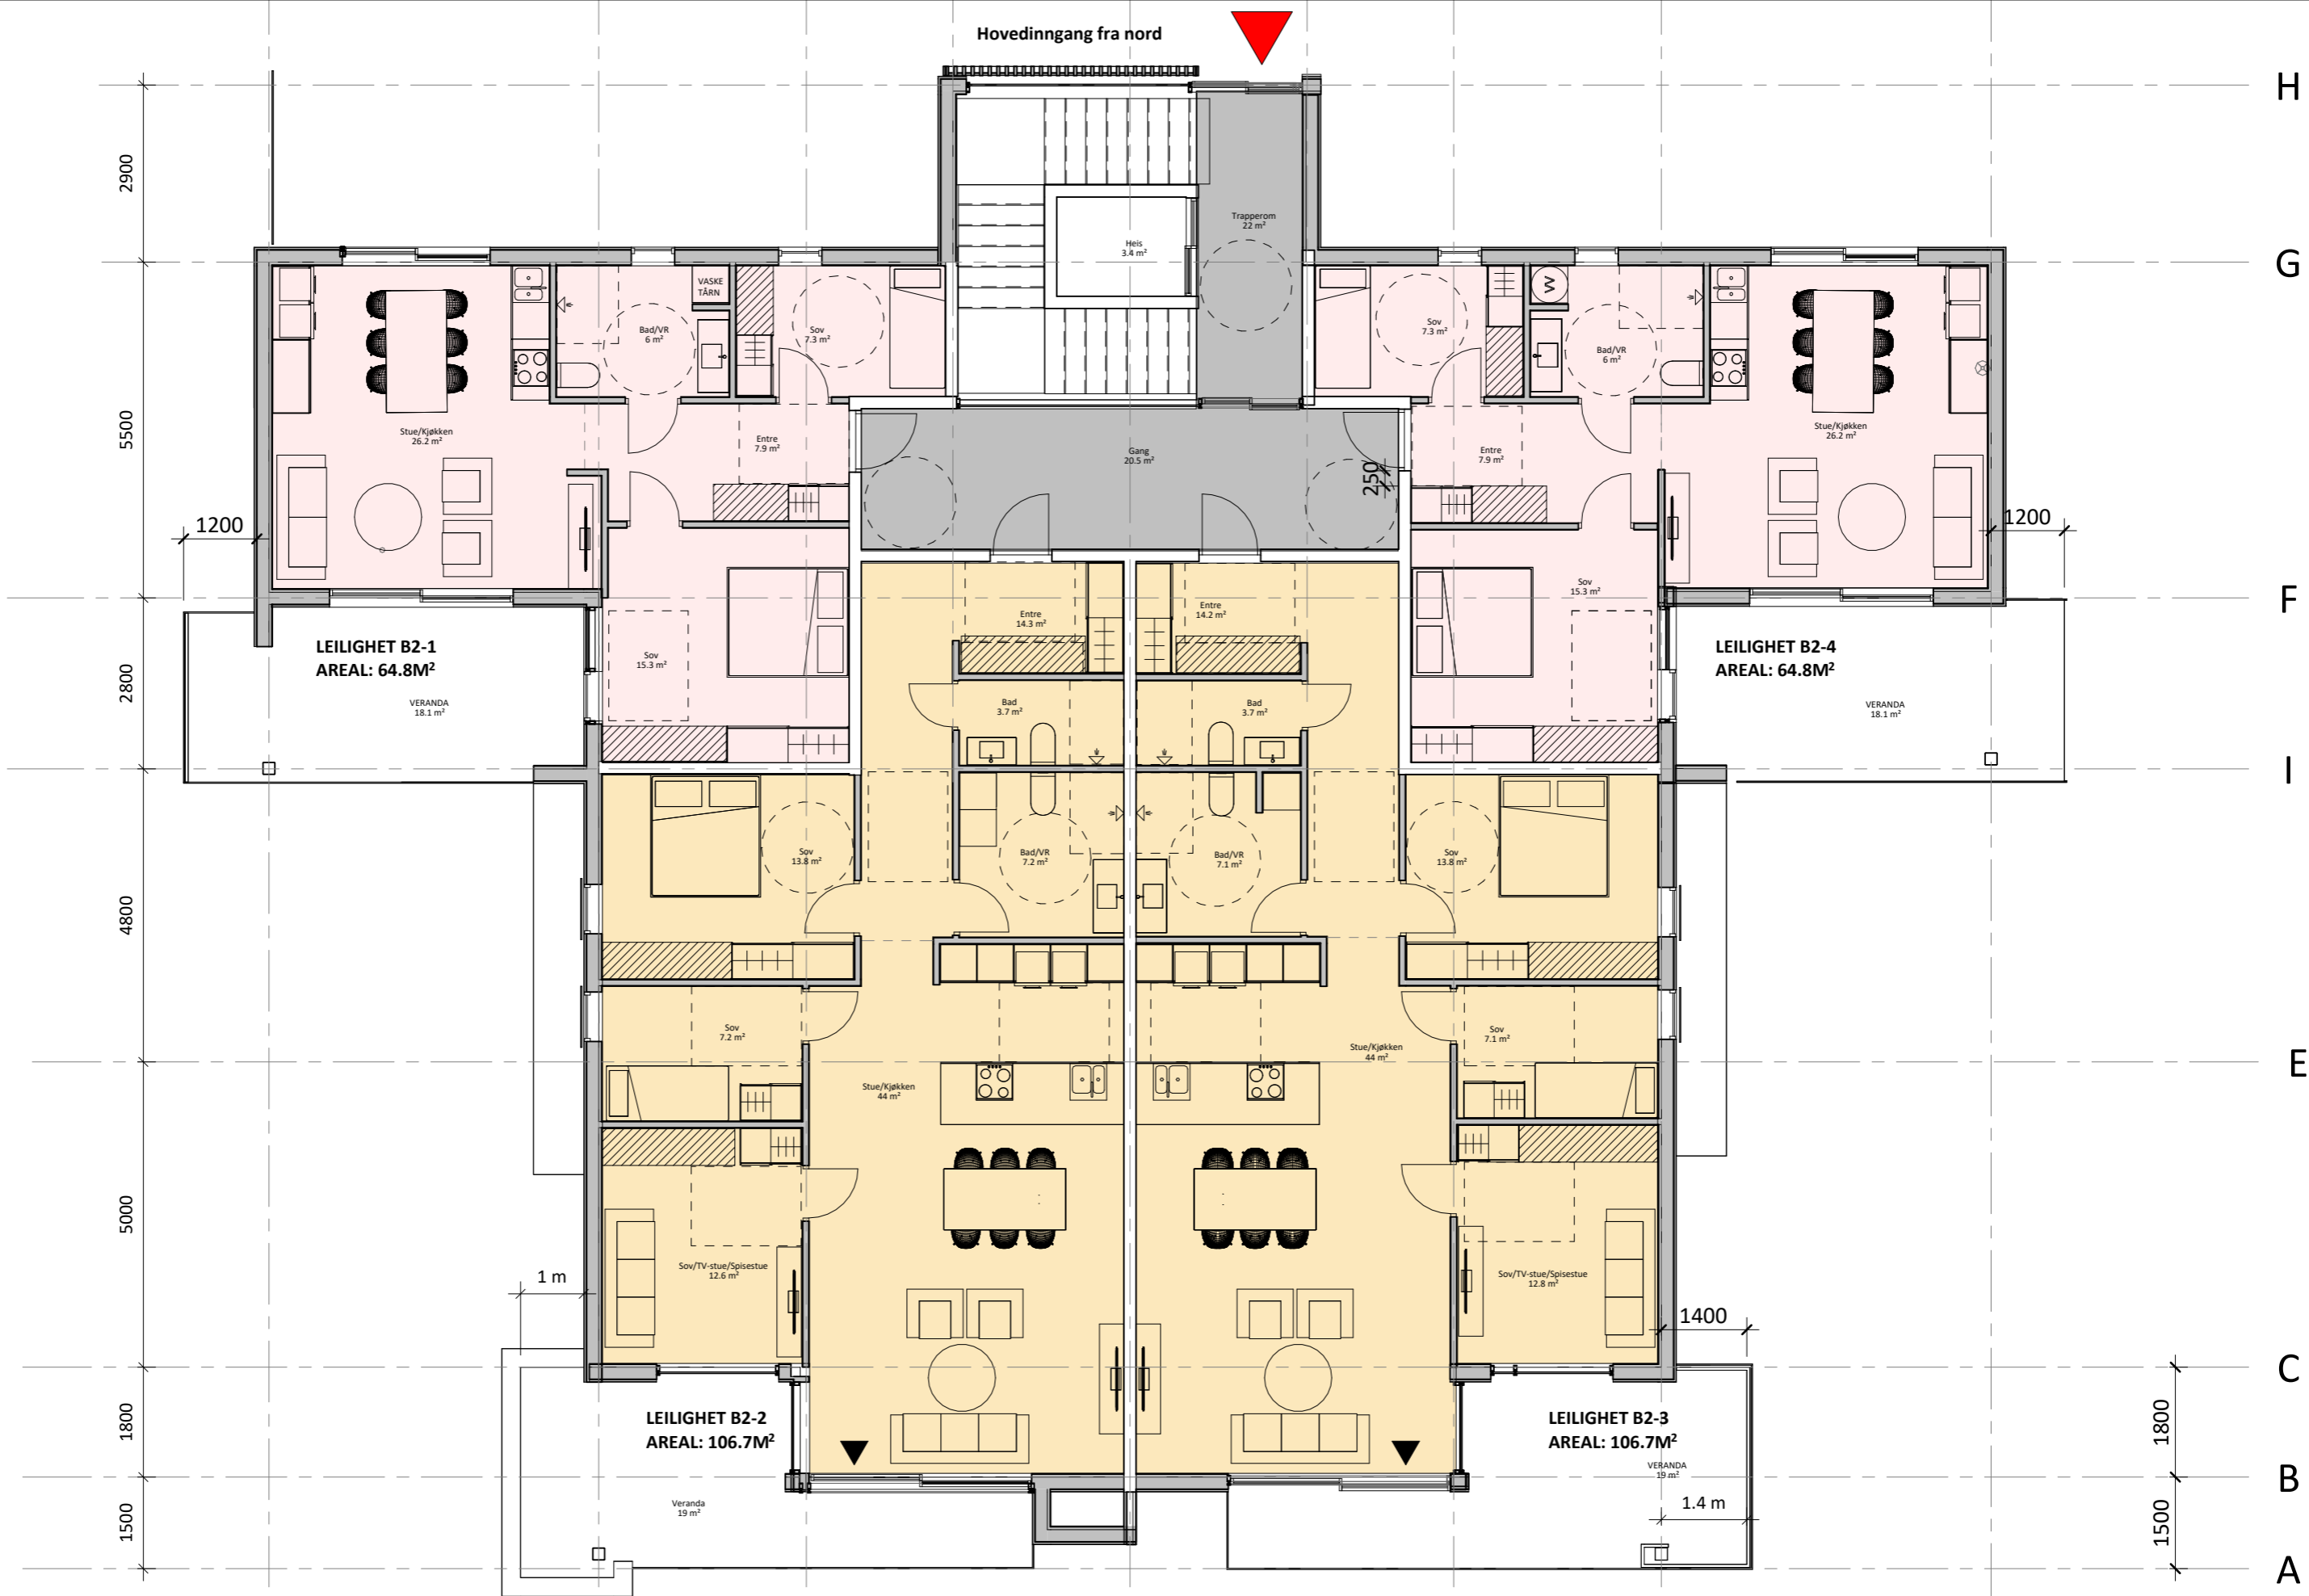 Hovedinngang fra nord
H
2900
Trapperom
22 m²
Heis
3.4 m²
G
VASKE
TÅRN
W
Bad/VR
6 m²
Sov
7.3 m²
Sov
7.3 m²
Bad/VR
6 m²
5500
Stue/Kjøkken
26.2 m²
Entre
7.9 m²
Gang
20.5 m²
250
Entre
7.9 m²
Stue/Kjøkken
26.2 m²
1200
1200
F
Entre
14.3 m²
Entre
14.2 m²
Sov
15.3 m²
LEILIGHET B2-1
AREAL: 64.8M²
VERANDA
18.1 m²
Sov
15.3 m²
LEILIGHET B2-4
AREAL: 64.8M²
VERANDA
18.1 m²
2800
Bad
3.7 m²
Bad
3.7 m²
I
Sov
13.8 m²
Bad/VR
7.2 m²
Bad/VR
7.1 m²
Sov
13.8 m²
4800
Sov
7.2 m²
Sov
7.1 m²
Stue/Kjøkken
44 m²
E
Stue/Kjøkken
44 m²
5000
Sov/TV-stue/Spisestue
12.6 m²
Sov/TV-stue/Spisestue
12.8 m²
1 m
1400
C
LEILIGHET B2-2
AREAL: 106.7M²
LEILIGHET B2-3
AREAL: 106.7M²
1800
1800
VERANDA
19 m²
B
Veranda
19 m²
1.4 m
1500
1500
A